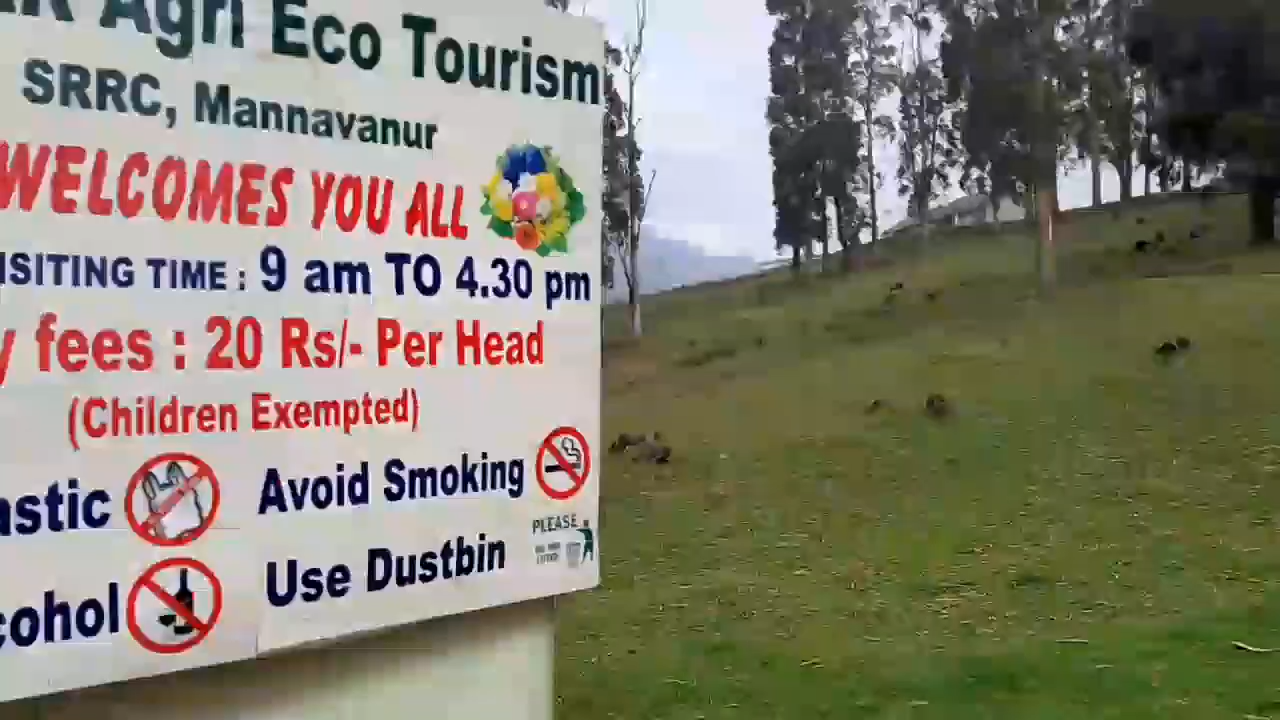 Agri Eco Tourism
SRRC, Mannavanur
WELCOMES YOU ALL
ISITING TIME : 9 am TO 4.30 pm
y fees : 20 Rs/- Per Head
(Children Exempted)
astic Avoid Smoking
PLEASE
cohol Use Dustbin